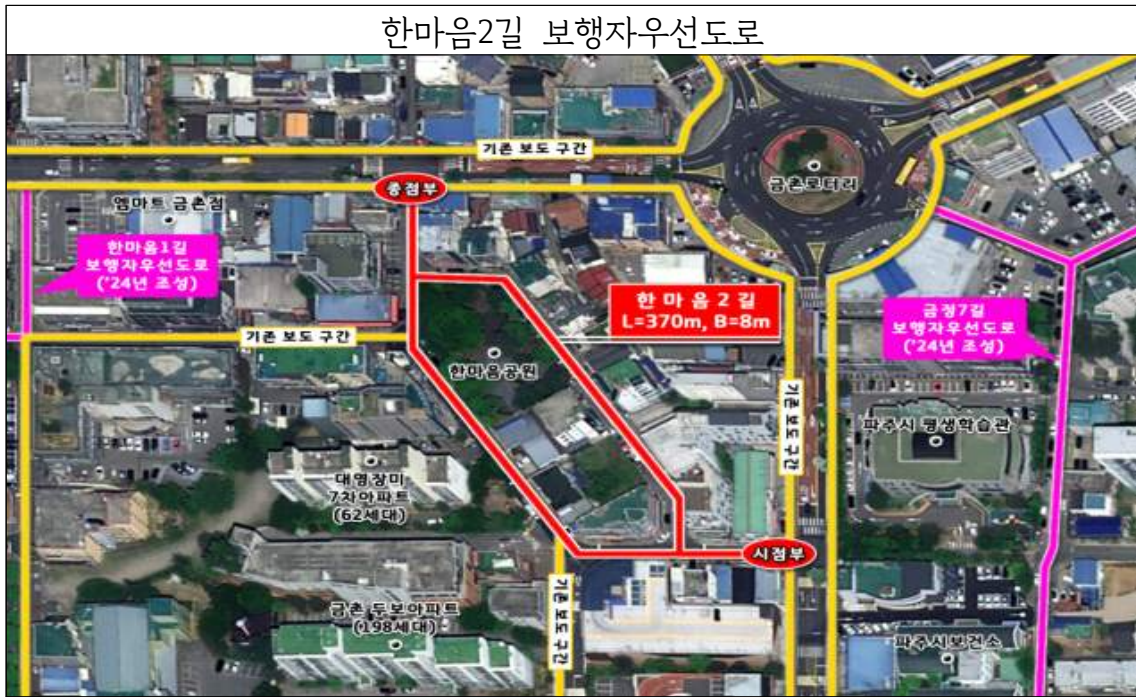 한마음2길 보행자우선도로
기존 보도 구간
금촌로터리
종점부
엠마트 금촌점
한마음1길
보행자우선도로
('24년 조성)
한 마 음 2 길
L=370m, B=8m
금정7길
보행자우선도로
('24년 조성)
기존 보도 구간
한마음공원
기존 보도 구간
파주시 평생학습관
대영장미
7차아파트
(62세대)
시점부
기존 보도 구간
금촌 두보아파트
(198세대)
파주시보건소